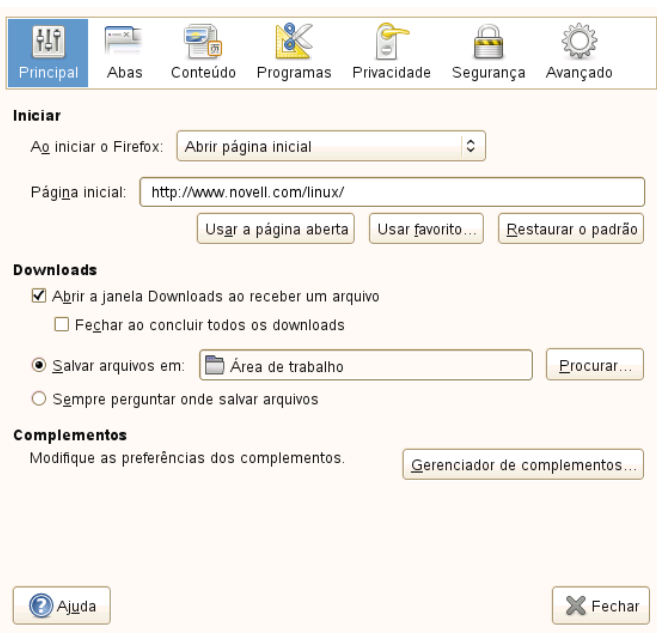 Principal Abas Conteúdo Programas Privacidade Segurança Avançado
Iniciar
Ao iniciar o Firefox: Abrir página inicial
Página inicial: http://www.novell.com/linux/
Usar a página aberta Usar favorito... Restaurar o padrão
Downloads
Abrir a janela Downloads ao receber um arquivo
Fechar ao concluir todos os downloads
Salvar arquivos em: Área de trabalho Procurar...
Sempre perguntar onde salvar arquivos
Complementos
Modifique as preferências dos complementos. Gerenciador de complementos...
Ajuda Fechar